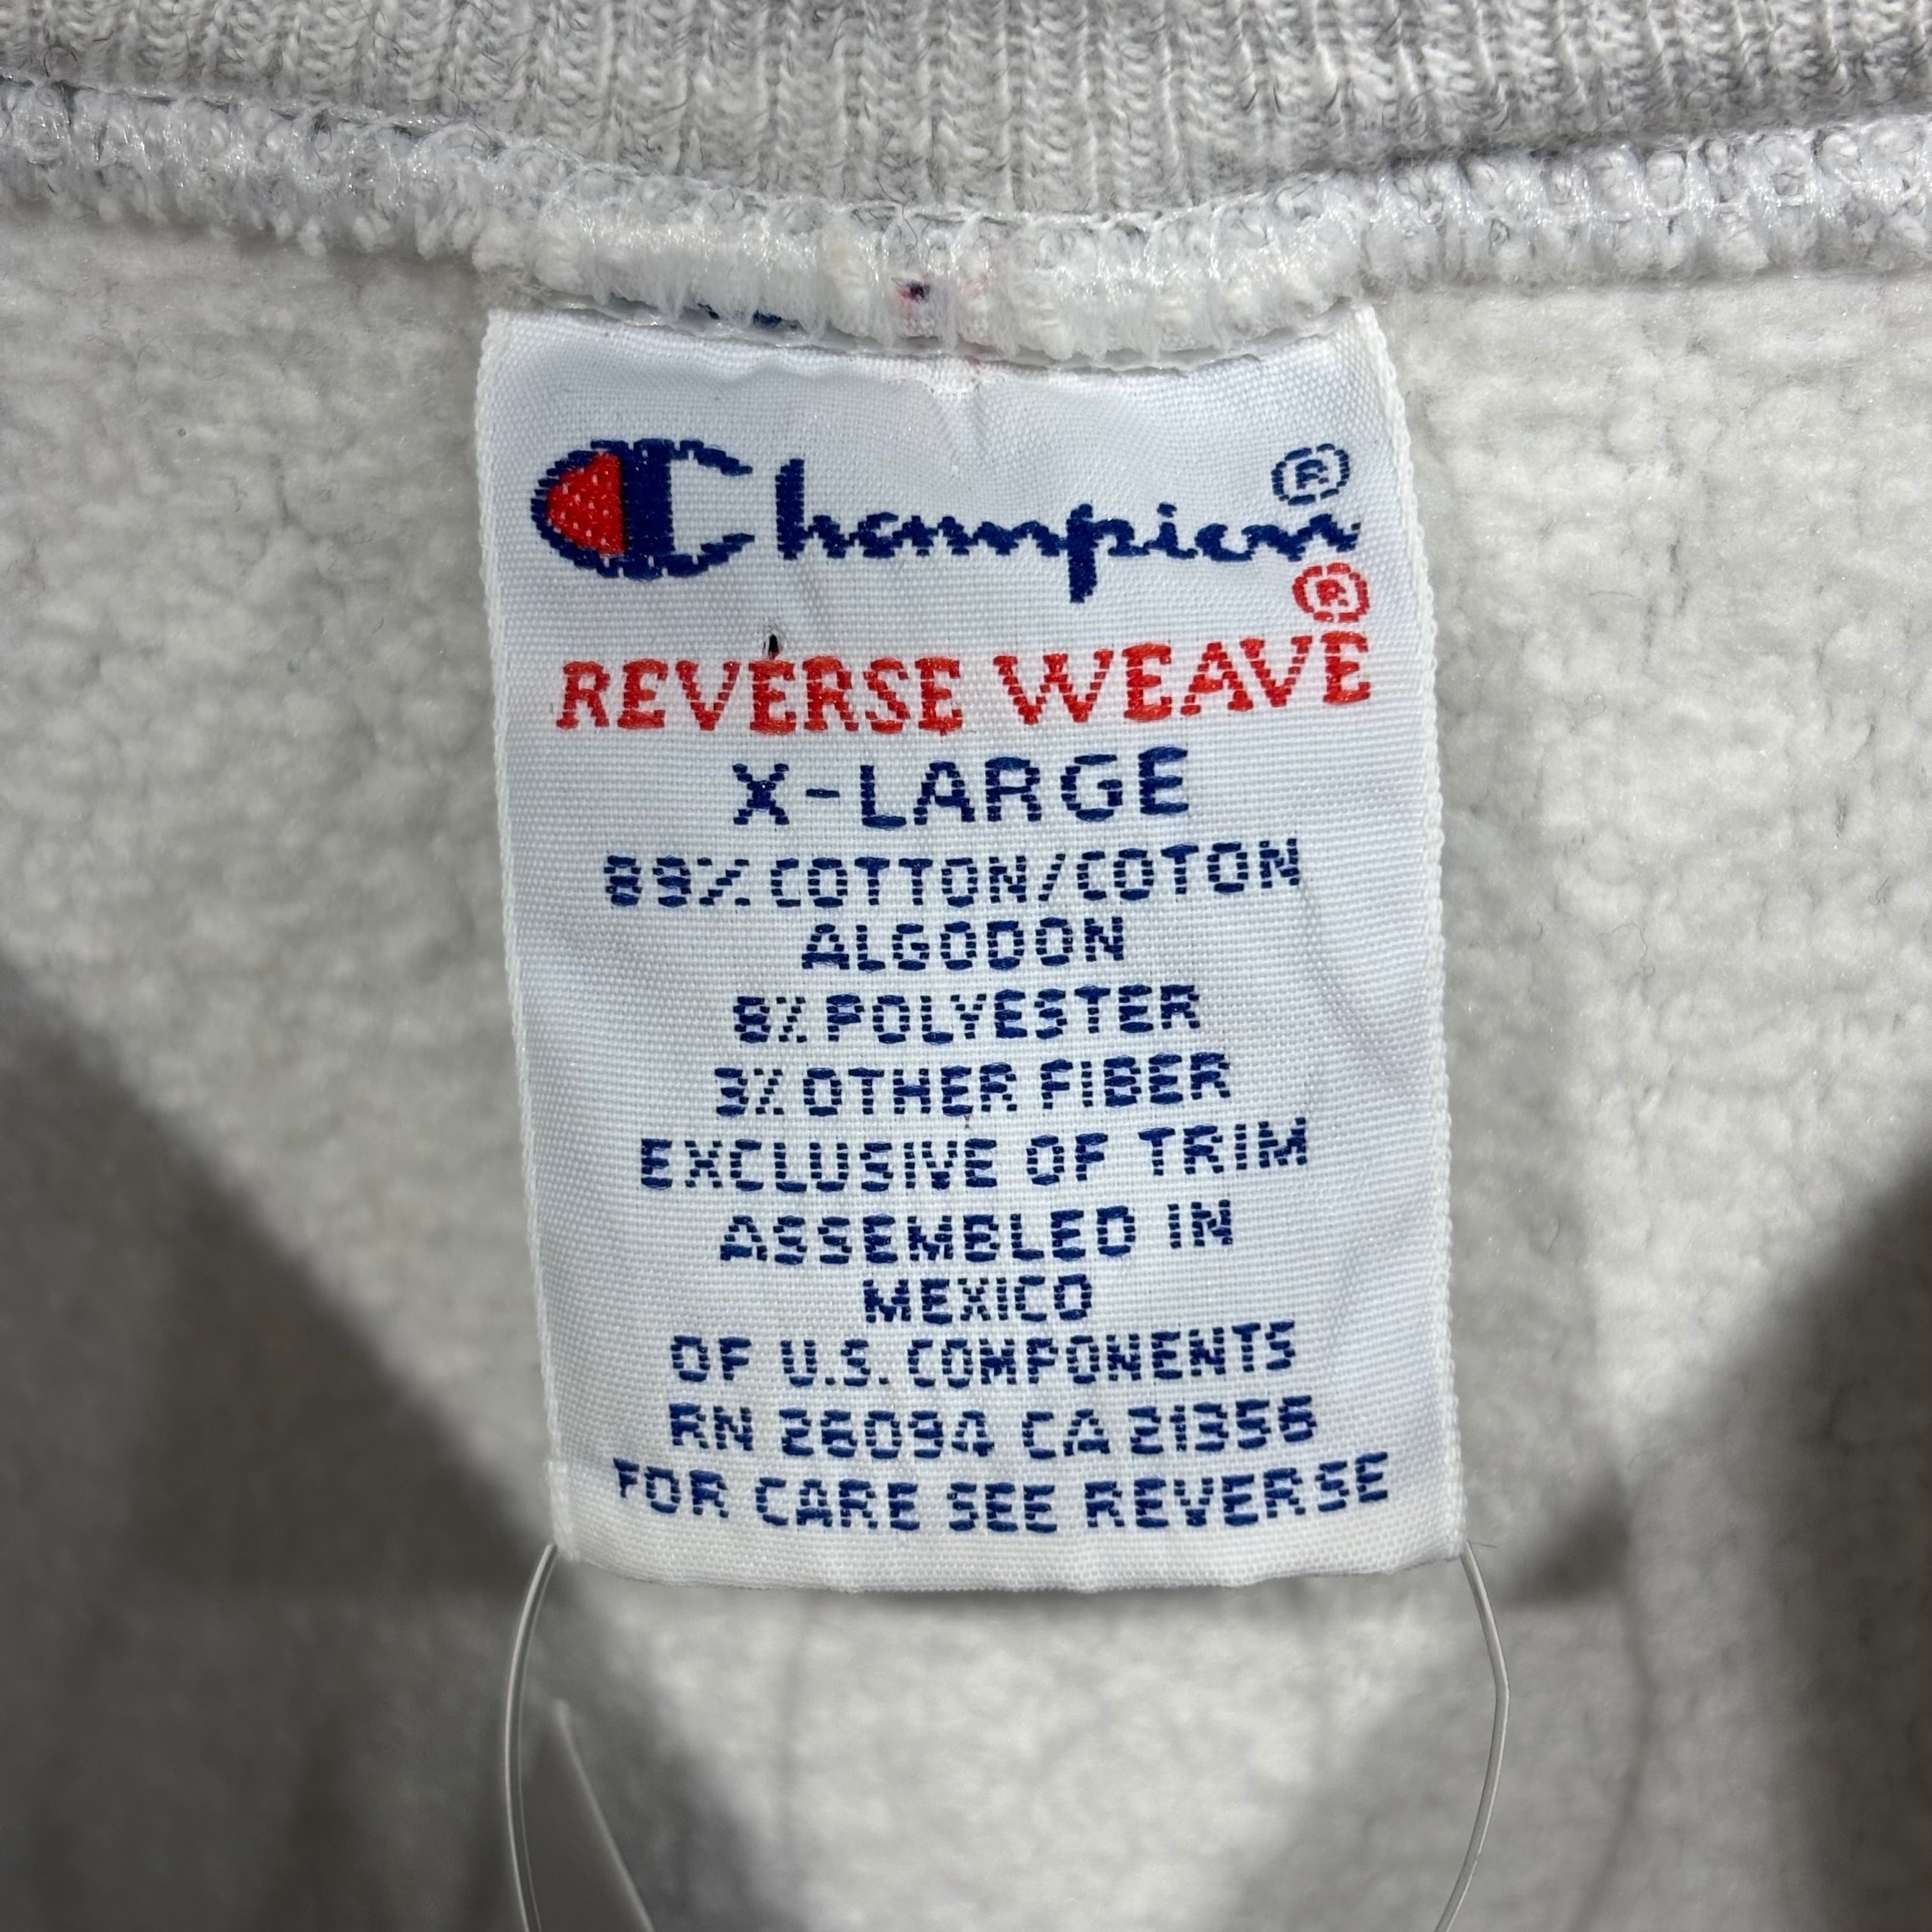 Champion®
®
REVERSE WEAVE
X-LARGE
89% COTTON/COTON
ALGODON
8% POLYESTER
3% OTHER FIBER
EXCLUSIVE OF TRIM
ASSEMBLED IN
MEXICO
OF U.S. COMPONENTS
RN 26094 CA 21356
FOR CARE SEE REVERSE